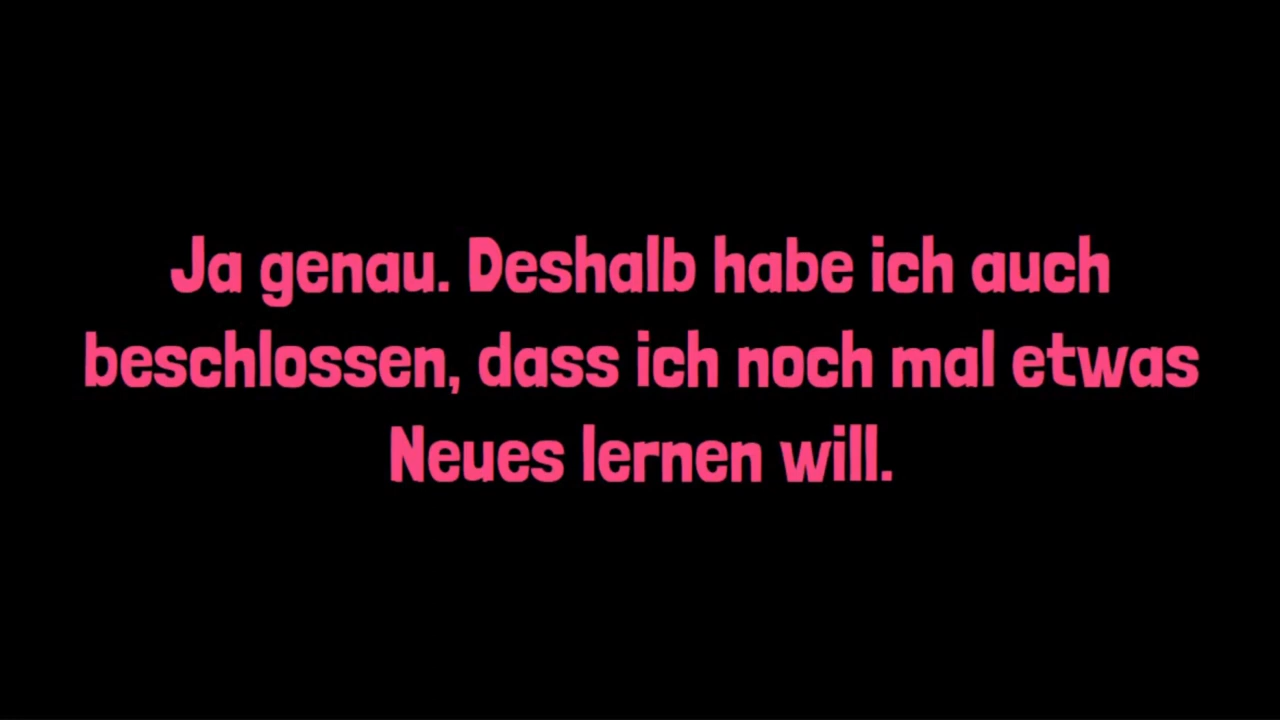 Ja genau. Deshalb habe ich auch
beschlossen, dass ich noch mal etwas
Neues lernen will.